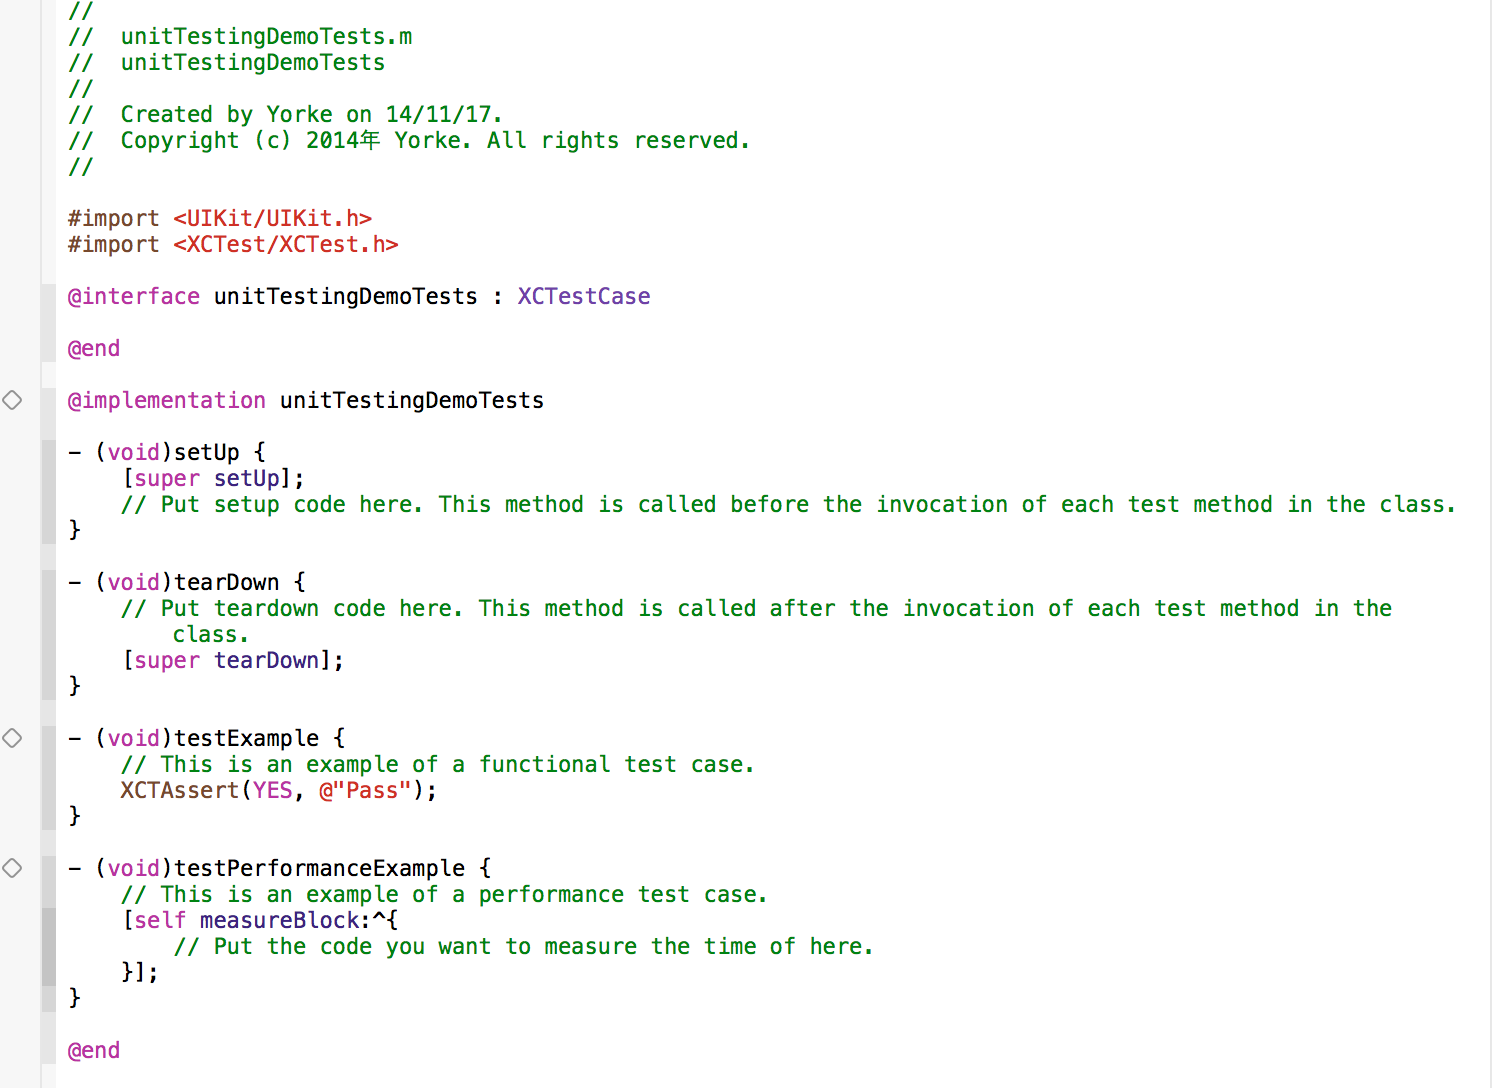 //
//  unitTestingDemoTests.m
//  unitTestingDemoTests
//
//  Created by Yorke on 14/11/17.
//  Copyright (c) 2014年 Yorke. All rights reserved.
//

#import <UIKit/UIKit.h>
#import <XCTest/XCTest.h>

@interface unitTestingDemoTests : XCTestCase

@end

@implementation unitTestingDemoTests

- (void)setUp {
    [super setUp];
    // Put setup code here. This method is called before the invocation of each test method in the class.
}

- (void)tearDown {
    // Put teardown code here. This method is called after the invocation of each test method in the
        class.
    [super tearDown];
}

- (void)testExample {
    // This is an example of a functional test case.
    XCTAssert(YES, @"Pass");
}

- (void)testPerformanceExample {
    // This is an example of a performance test case.
    [self measureBlock:^{
        // Put the code you want to measure the time of here.
    }];
}

@end